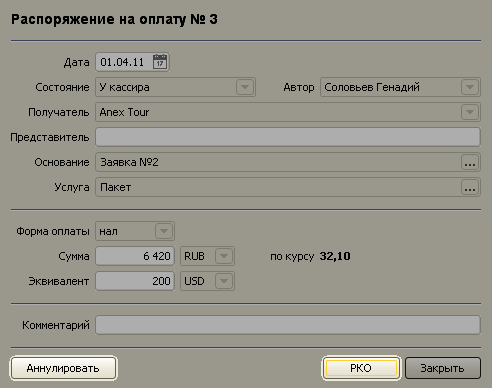 Распоряжение на оплату № 3
Дата 01.04.11 17
Состояние У кассира Автор Соловьев Генадий
Получатель Anex Tour
Представитель
Основание Заявка №2 ...
Услуга Пакет ...
Форма оплаты нал
Сумма 6 420 RUB по курсу 32,10
Эквивалент 200 USD
Комментарий
Аннулировать РКО Закрыть